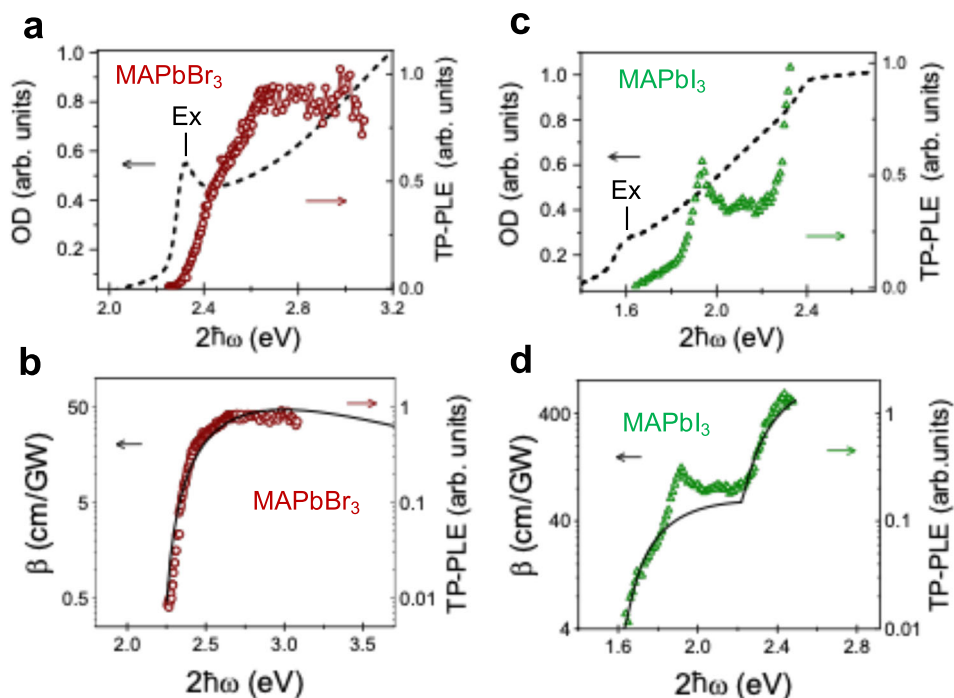 a
MAPbBr₃
Ex
OD (arb. units)
1.0
0.8
0.6
0.4
0.2
TP-PLE (arb. units)
1.0
0.5
0.0
2.0 2.4 2.8 3.2
2ħω (eV)
c
MAPbI₃
Ex
OD (arb. units)
1.0
0.8
0.6
0.4
0.2
TP-PLE (arb. units)
1.0
0.5
0.0
1.6 2.0 2.4
2ħω (eV)
b
MAPbBr₃
β (cm/GW)
50
5
0.5
TP-PLE (arb. units)
1
0.1
0.01
2.0 2.5 3.0 3.5
2ħω (eV)
d
MAPbI₃
β (cm/GW)
400
40
4
TP-PLE (arb.units)
1
0.1
0.01
1.6 2.0 2.4 2.8
2ħω (eV)